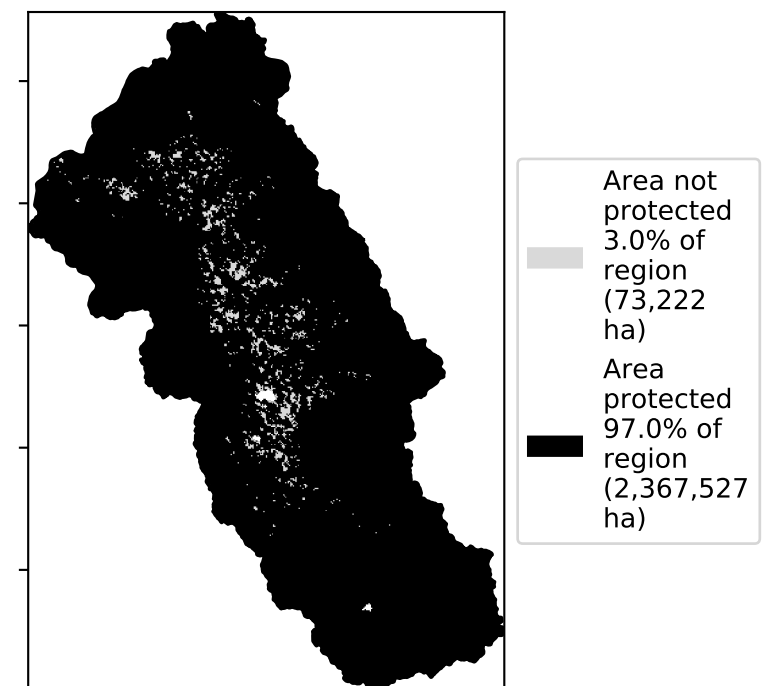 Area not
protected
3.0% of
region
(73,222
ha)
Area
protected
97.0% of
region
(2,367,527
ha)